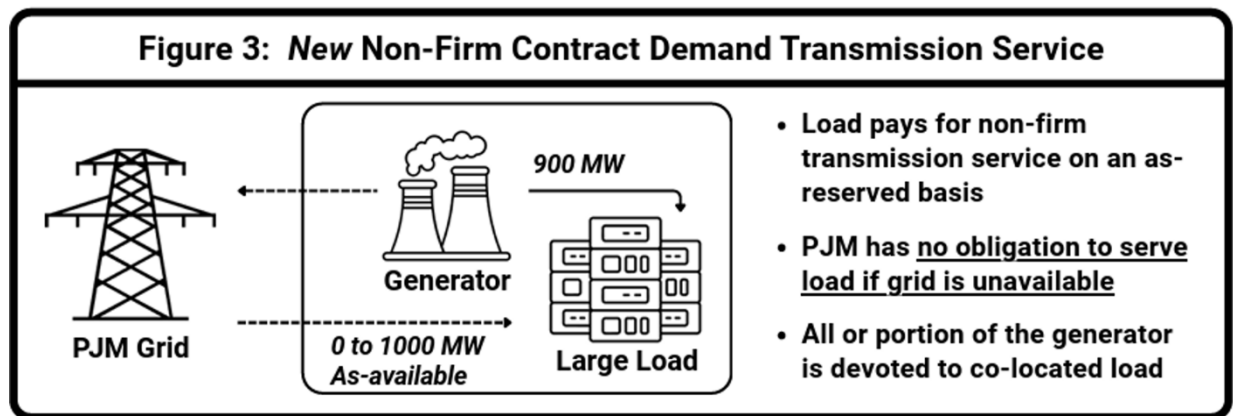 Figure 3: New Non-Firm Contract Demand Transmission Service
900 MW
Generator
PJM Grid
0 to 1000 MW
As-available
Large Load
• Load pays for non-firm
transmission service on an as-
reserved basis
• PJM has no obligation to serve
load if grid is unavailable
• All or portion of the generator
is devoted to co-located load